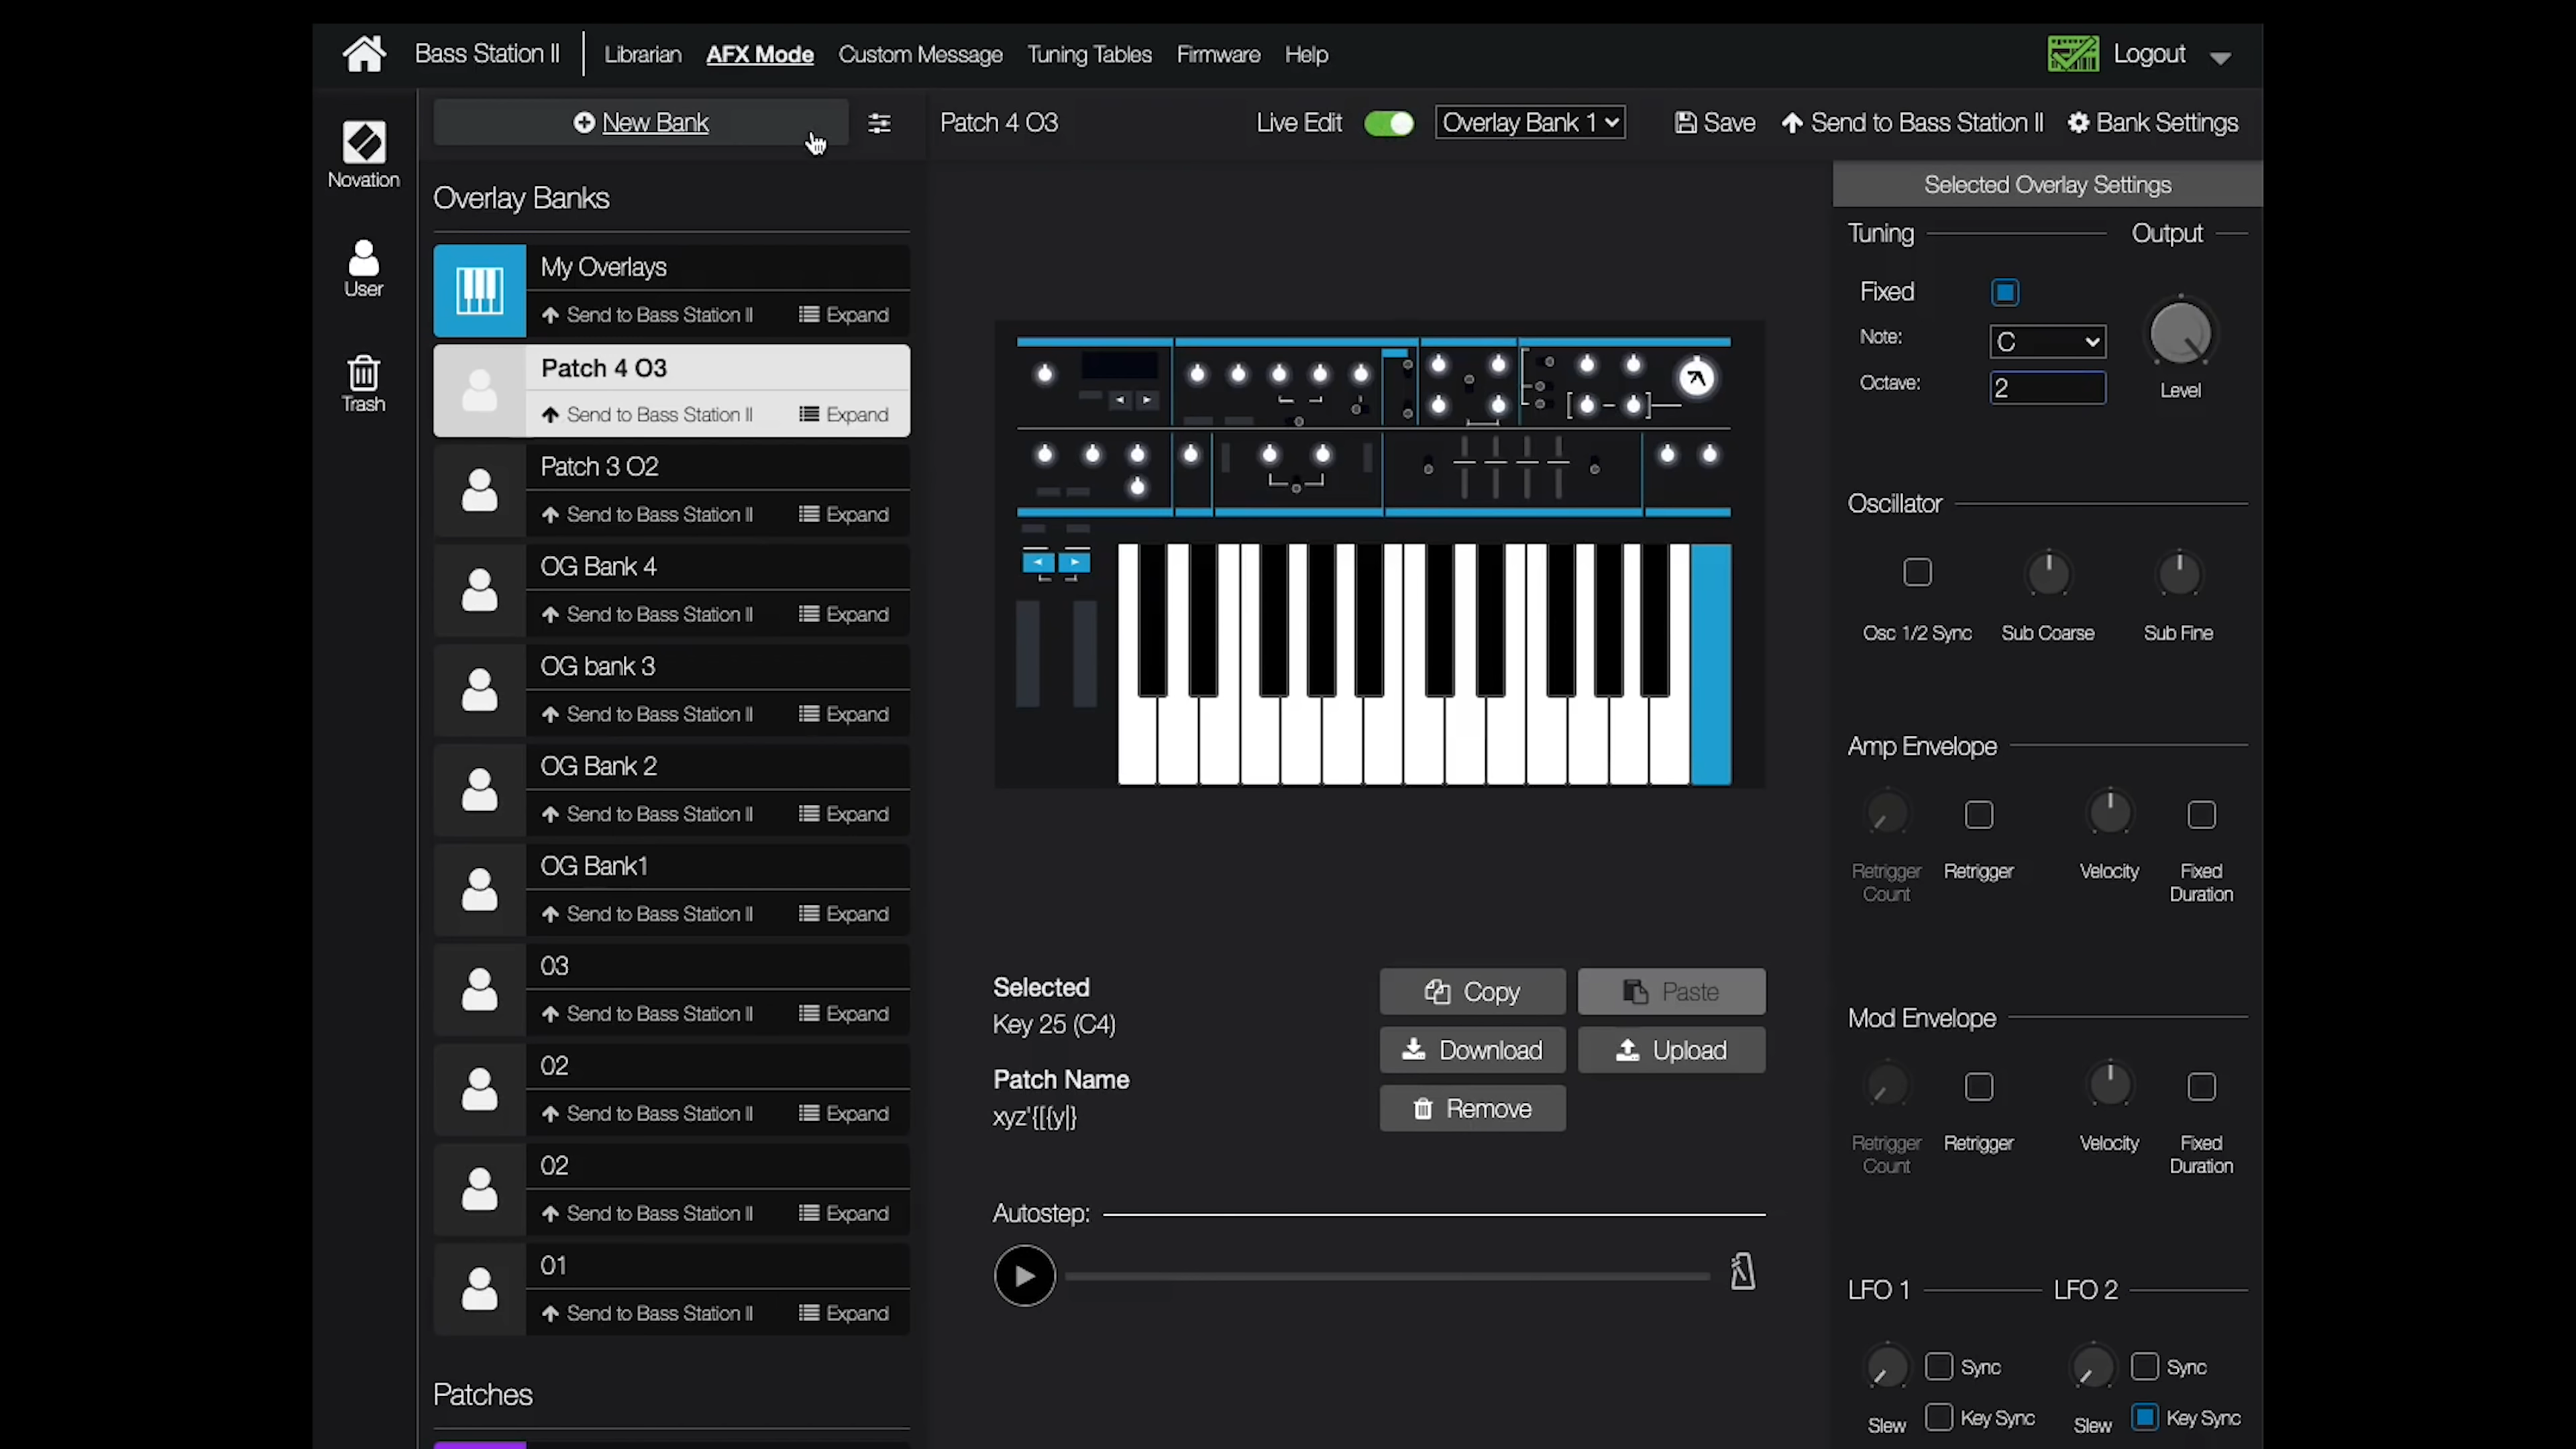 Bass Station II
Librarian
AFX Mode
Custom Message
Tuning Tables
Firmware
Help
Logout
Novation
User
Trash
New Bank
Overlay Banks
My Overlays
Send to Bass Station II Expand
Patch 4 O3
Send to Bass Station II Expand
Patch 3 O2
Send to Bass Station II Expand
OG Bank 4
Send to Bass Station II Expand
OG bank 3
Send to Bass Station II Expand
OG Bank 2
Send to Bass Station II Expand
OG Bank1
Send to Bass Station II Expand
O3
Send to Bass Station II Expand
O2
Send to Bass Station II Expand
O2
Send to Bass Station II Expand
O1
Send to Bass Station II Expand
Patches
Patch 4 O3
Live Edit
Overlay Bank 1
Save
Send to Bass Station II
Bank Settings
Selected
Key 25 (C4)
Patch Name
xyz'{[{y|}
Copy
Paste
Download
Upload
Remove
Autostep:
Selected Overlay Settings
Tuning
Output
Fixed
Note: C
Octave: 2
Level
Oscillator
Osc 1/2 Sync
Sub Coarse
Sub Fine
Amp Envelope
Retrigger Count
Retrigger
Velocity
Fixed Duration
Mod Envelope
Retrigger Count
Retrigger
Velocity
Fixed Duration
LFO 1
LFO 2
Sync
Sync
Slew
Key Sync
Slew
Key Sync